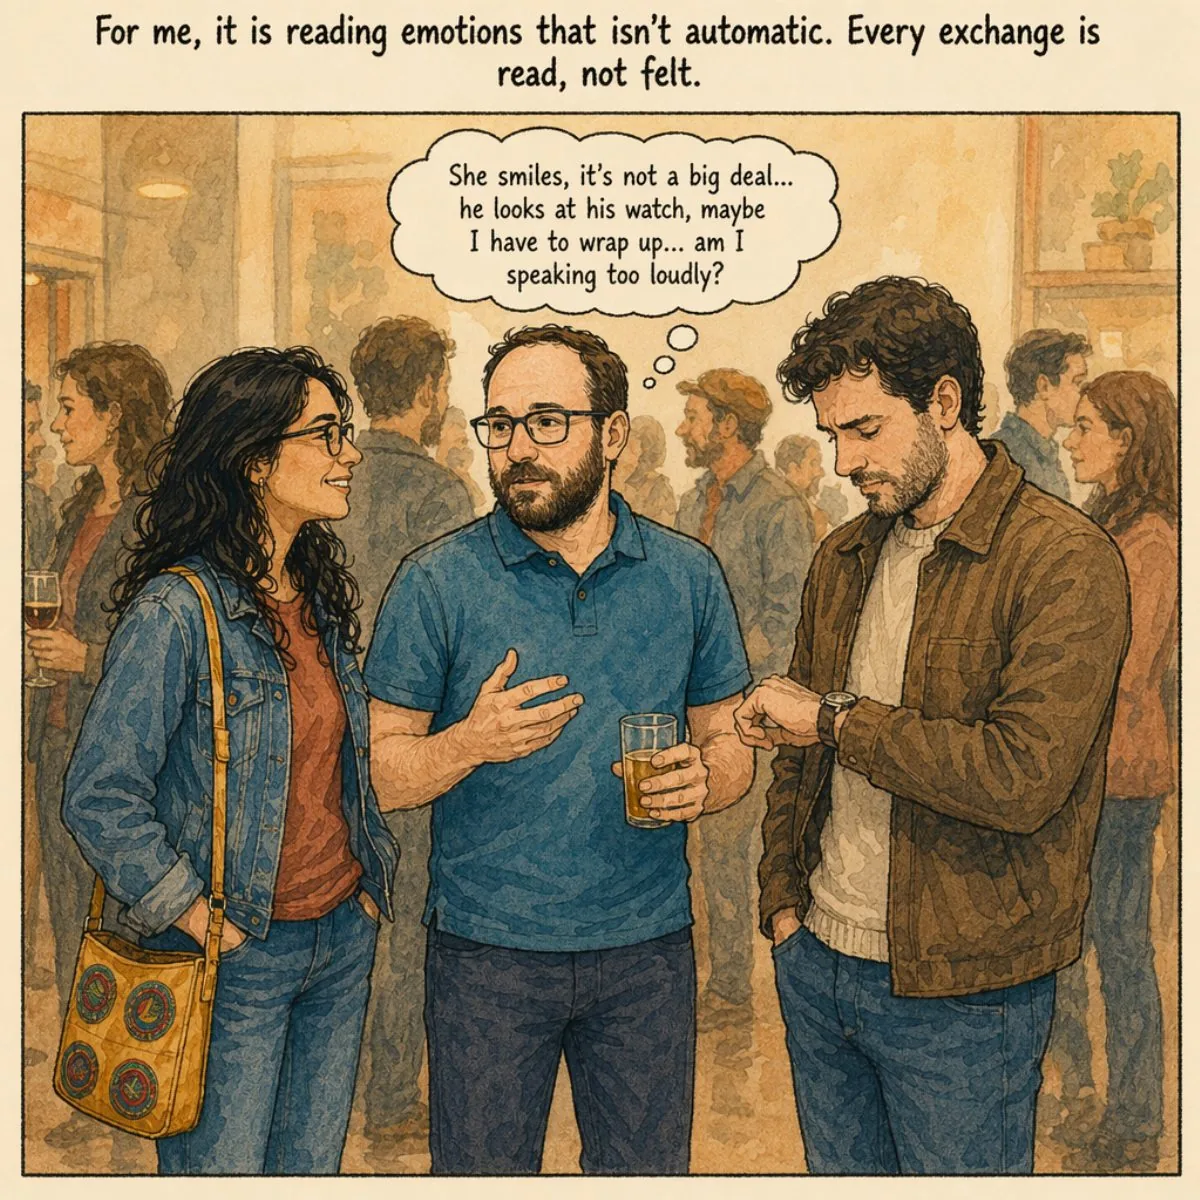 For me, it is reading emotions that isn't automatic. Every exchange is
read, not felt.
She smiles, it's not a big deal...
he looks at his watch, maybe
I have to wrap up... am I
speaking too loudly?